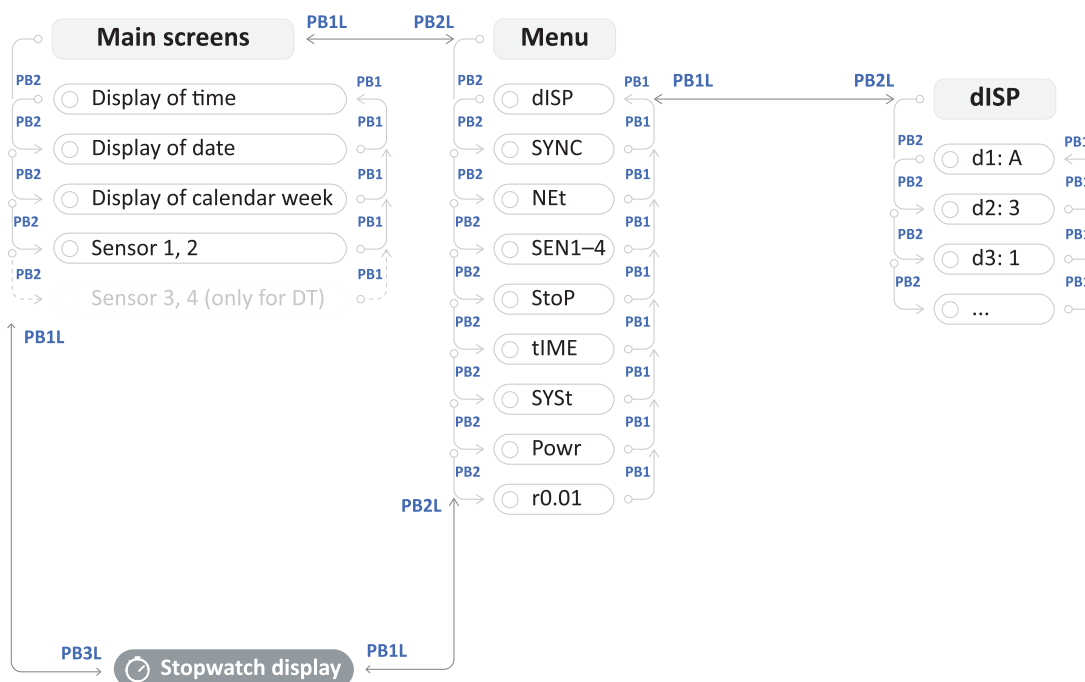 PB1L
PB2L
Main screens
Menu
PB2
PB1
PB2
PB1
PB1L
PB2L
Display of time
dISP
dISP
PB2
PB1
PB2
PB1
PB2
PB1
Display of date
SYNC
d1: A
PB2
PB1
PB2
PB1
PB2
PB1
Display of calendar week
NEt
d2: 3
PB2
PB1
PB2
PB1
PB2
PB1
Sensor 1, 2
SEN1–4
d3: 1
PB2
PB1
PB2
PB1
PB2
PB1
Sensor 3, 4 (only for DT)
StoP
...
PB1L
PB2
PB1
tIME
PB2
PB1
SYSt
PB2
PB1
Powr
PB2
PB1
r0.01
PB2L
PB3L
PB1L
Stopwatch display